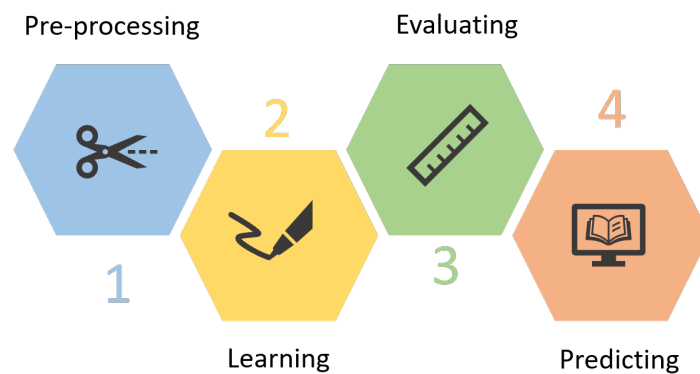 Pre-processing
1
2
Learning
Evaluating
3
4
Predicting